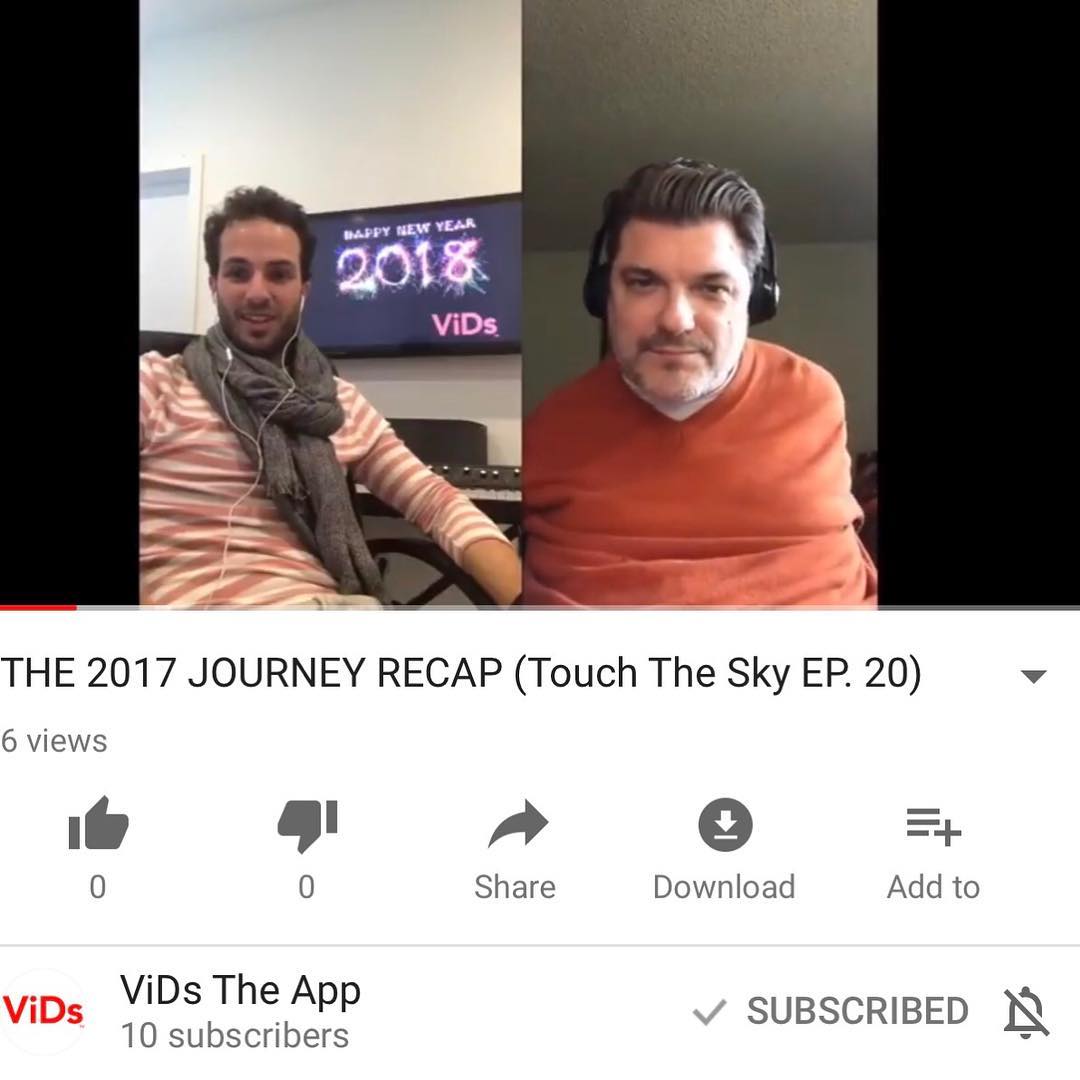 HAPPY NEW YEAR
2018
ViDs
THE 2017 JOURNEY RECAP (Touch The Sky EP. 20)
6 views
0
0
Share
Download
Add to
ViDs
ViDs The App
SUBSCRIBED
10 subscribers